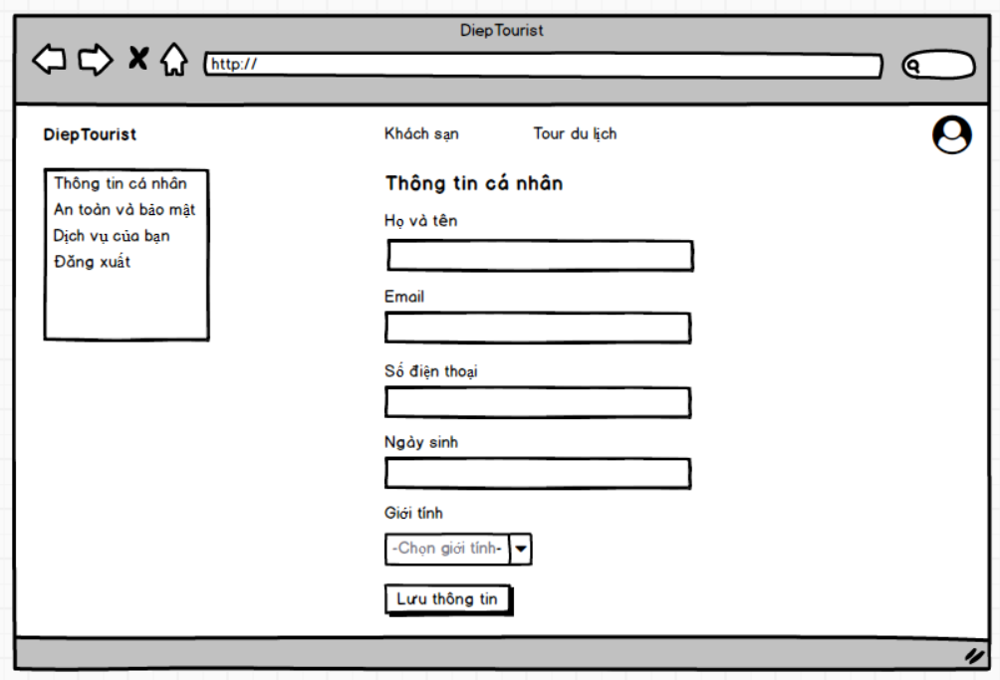 DiepTourist
http://
DiepTourist
Khách sạn
Tour du lịch
Thông tin cá nhân
An toàn và bảo mật
Dịch vụ của bạn
Đăng xuất
Thông tin cá nhân
Họ và tên
Email
Số điện thoại
Ngày sinh
Giới tính
-Chọn giới tính-
Lưu thông tin